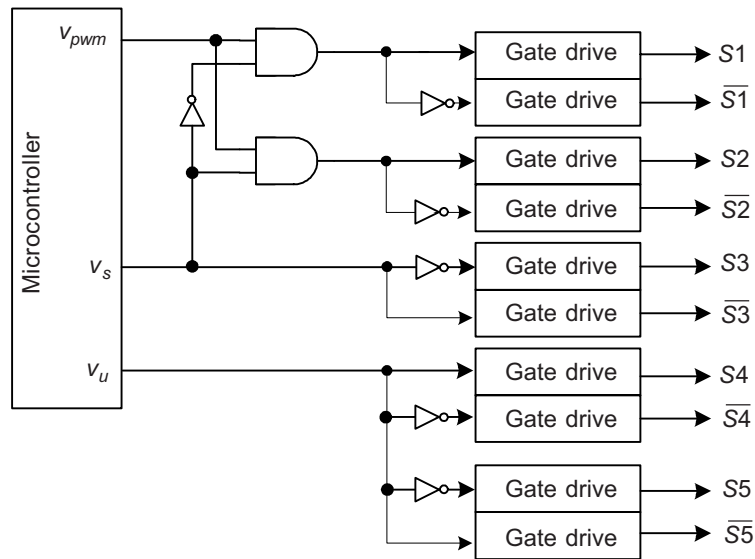 Microcontroller
v_pwm
v_s
v_u
Gate drive
S1
Gate drive
S̅1̅
Gate drive
S2
Gate drive
S̅2̅
Gate drive
S3
Gate drive
S̅3̅
Gate drive
S4
Gate drive
S̅4̅
Gate drive
S5
Gate drive
S̅5̅